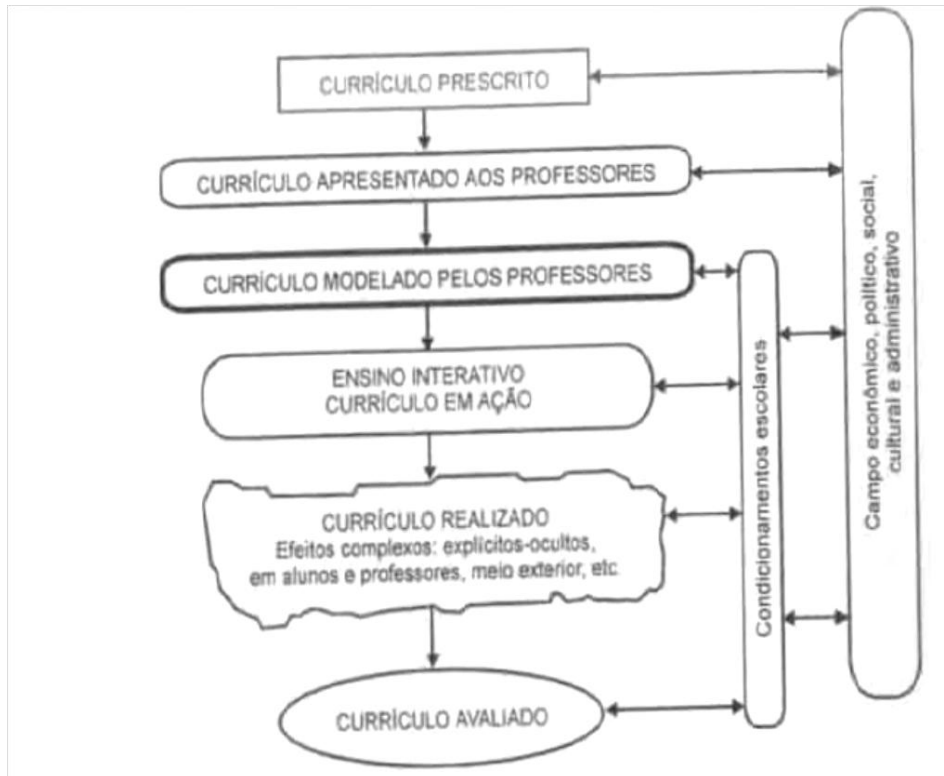 CURRÍCULO PRESCRITO
CURRÍCULO APRESENTADO AOS PROFESSORES
CURRÍCULO MODELADO PELOS PROFESSORES
ENSINO INTERATIVO
CURRÍCULO EM AÇÃO
CURRÍCULO REALIZADO
Efeitos complexos: explícitos-ocultos,
em alunos e professores, meio exterior, etc.
CURRÍCULO AVALIADO
Condicionamentos escolares
Campo econômico, político, social,
cultural e administrativo